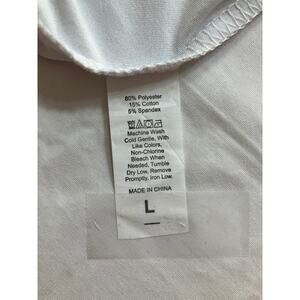 80% Polyester
15% Cotton
5% Spandex
Machine Wash
Cold Gentle, With
Like Colors,
Non-Chlorine
Bleach When
Needed, Tumble
Dry Low, Remove
Promptly, Iron Low.
MADE IN CHINA
L